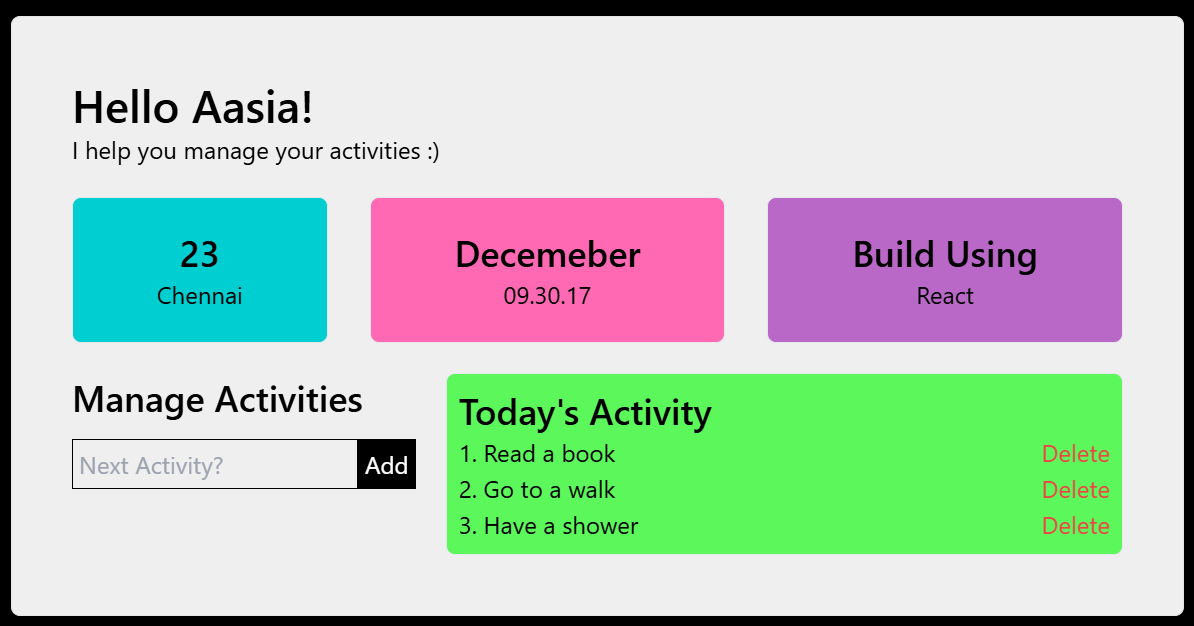 Hello Aasia!
I help you manage your activities :)
23
Chennai
Decemeber
09.30.17
Build Using
React
Manage Activities
Next Activity?
Add
Today's Activity
1. Read a book Delete
2. Go to a walk Delete
3. Have a shower Delete